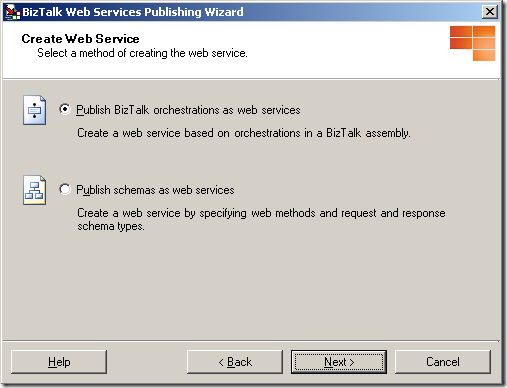 BizTalk Web Services Publishing Wizard
Create Web Service
Select a method of creating the web service.
Publish BizTalk orchestrations as web services
Create a web service based on orchestrations in a BizTalk assembly.
Publish schemas as web services
Create a web service by specifying web methods and request and response
schema types.
Help
< Back
Next >
Cancel